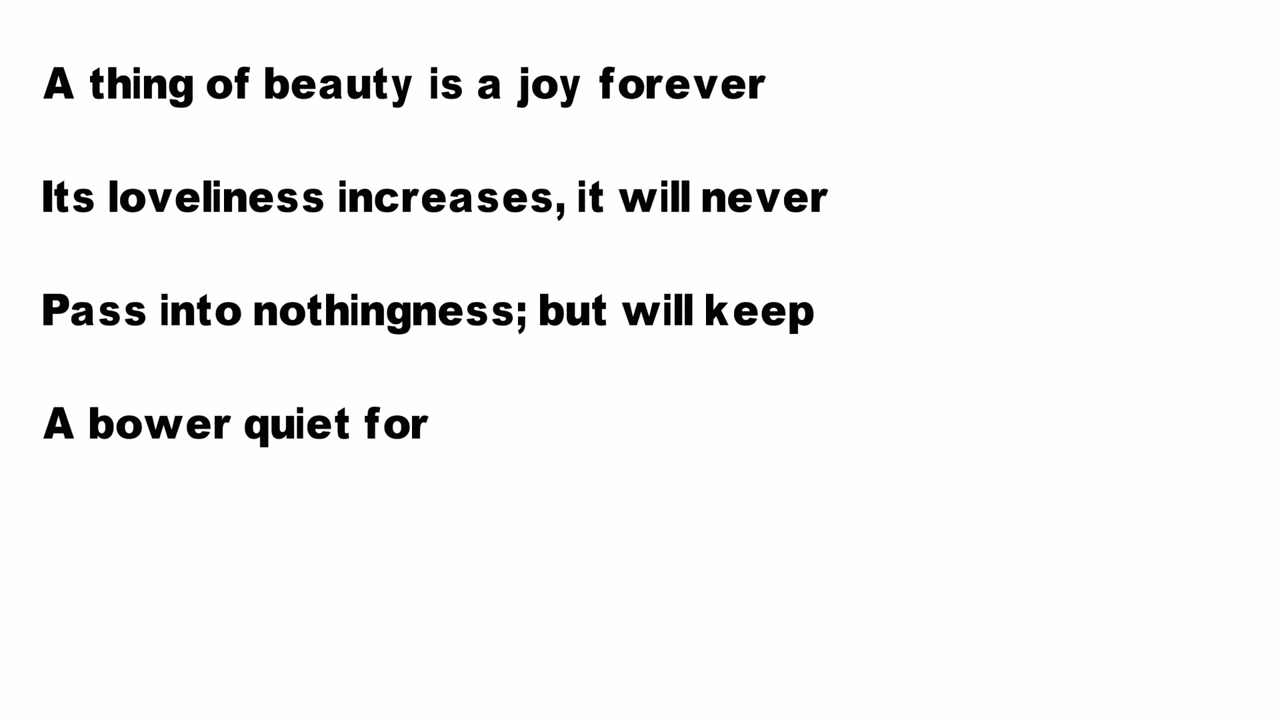 A thing of beauty is a joy forever
Its loveliness increases, it will never
Pass into nothingness; but will keep
A bower quiet for